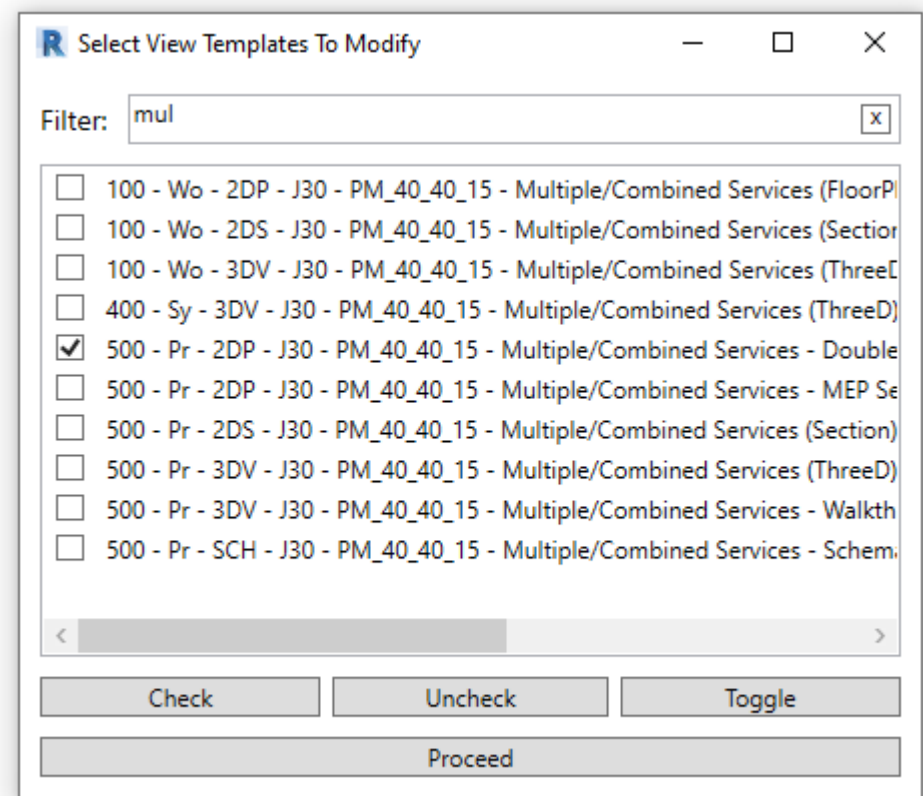 Select View Templates To Modify
Filter: mul x
100 - Wo - 2DP - J30 - PM_40_40_15 - Multiple/Combined Services (FloorPl
100 - Wo - 2DS - J30 - PM_40_40_15 - Multiple/Combined Services (Section
100 - Wo - 3DV - J30 - PM_40_40_15 - Multiple/Combined Services (ThreeD
400 - Sy - 3DV - J30 - PM_40_40_15 - Multiple/Combined Services (ThreeD)
500 - Pr - 2DP - J30 - PM_40_40_15 - Multiple/Combined Services - Double
500 - Pr - 2DP - J30 - PM_40_40_15 - Multiple/Combined Services - MEP Se
500 - Pr - 2DS - J30 - PM_40_40_15 - Multiple/Combined Services (Section)
500 - Pr - 3DV - J30 - PM_40_40_15 - Multiple/Combined Services (ThreeD)
500 - Pr - 3DV - J30 - PM_40_40_15 - Multiple/Combined Services - Walkth
500 - Pr - SCH - J30 - PM_40_40_15 - Multiple/Combined Services - Schema
Check Uncheck Toggle
Proceed